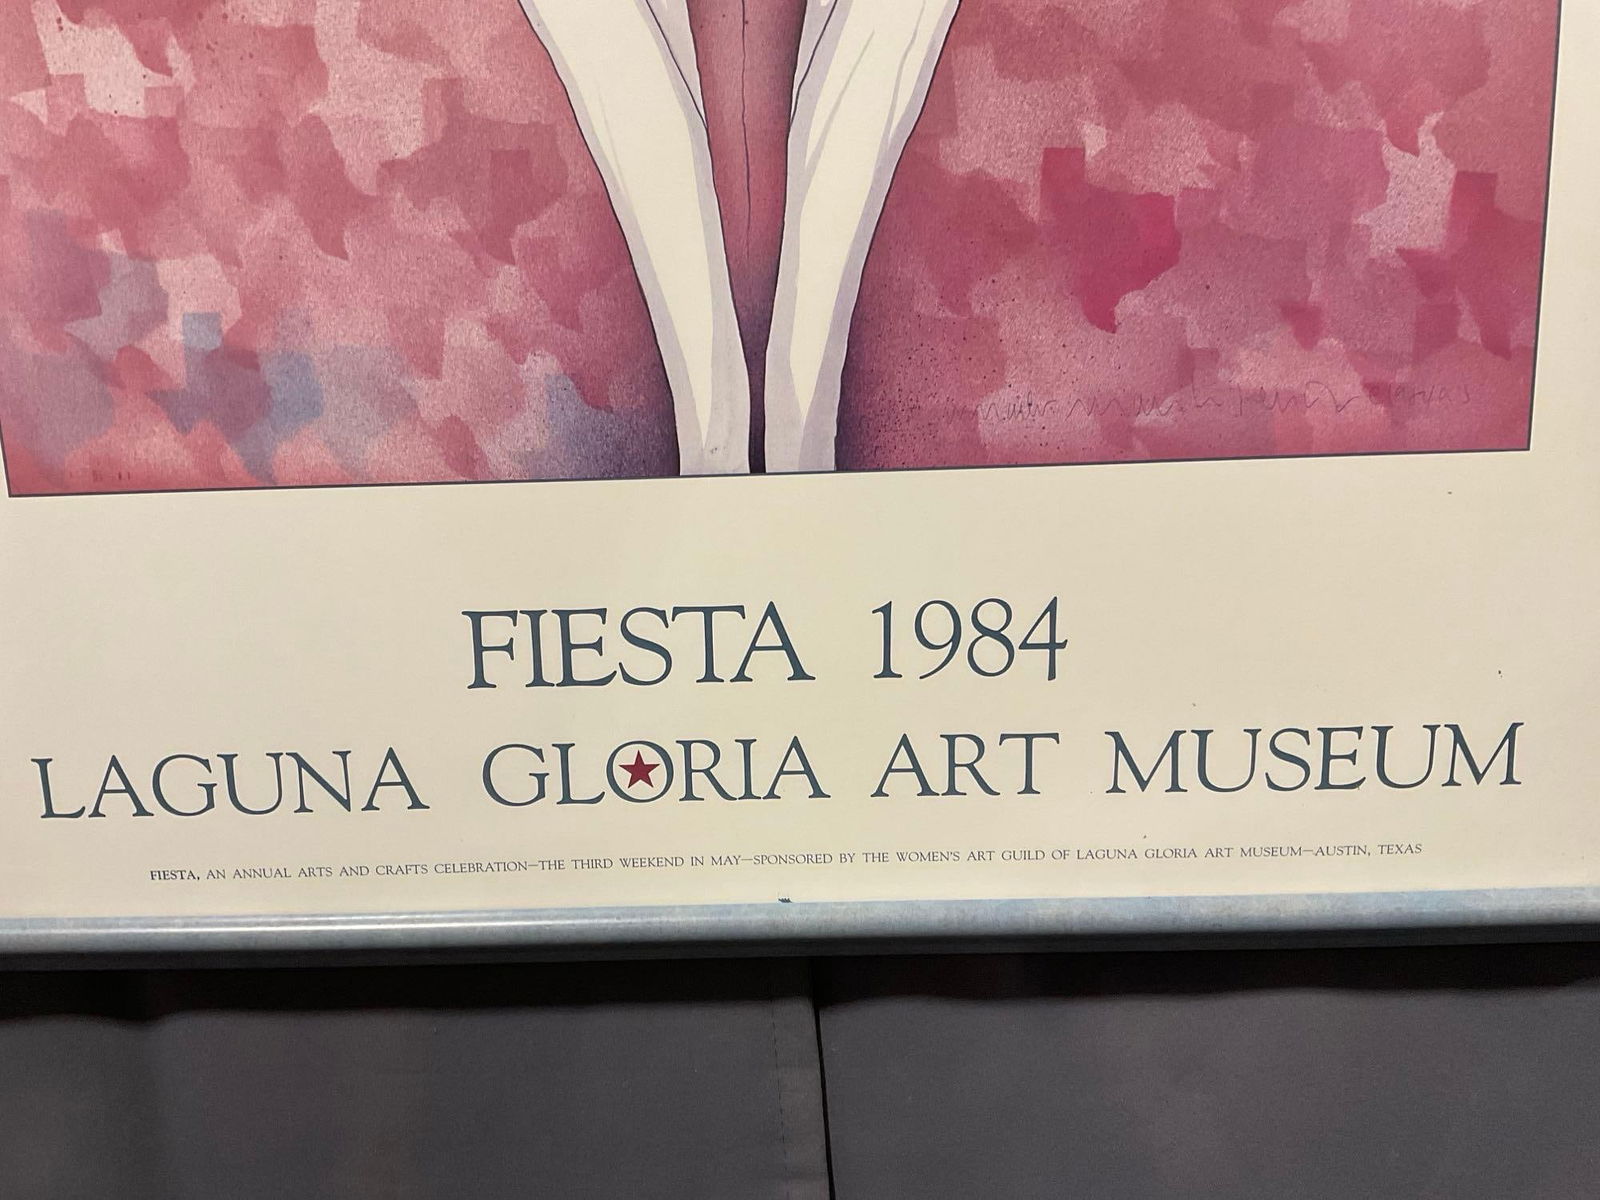 FIESTA 1984
LAGUNA GLORIA ART MUSEUM
FIESTA, AN ANNUAL ARTS AND CRAFTS CELEBRATION—THE THIRD WEEKEND IN MAY—SPONSORED BY THE WOMEN'S ART GUILD OF LAGUNA GLORIA ART MUSEUM—AUSTIN, TEXAS